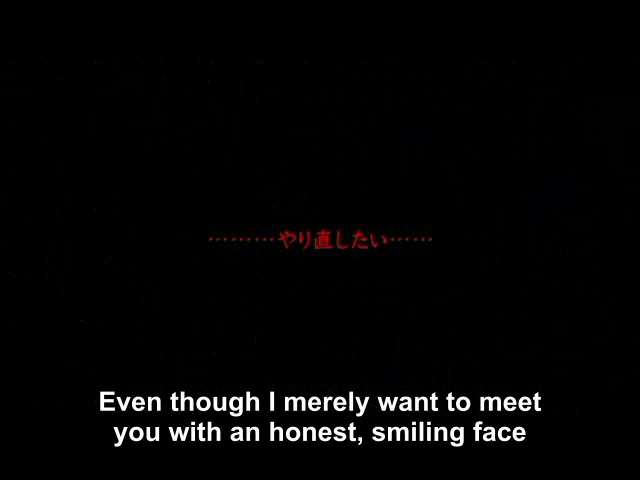 ………やり直したい……
Even though I merely want to meet
you with an honest, smiling face